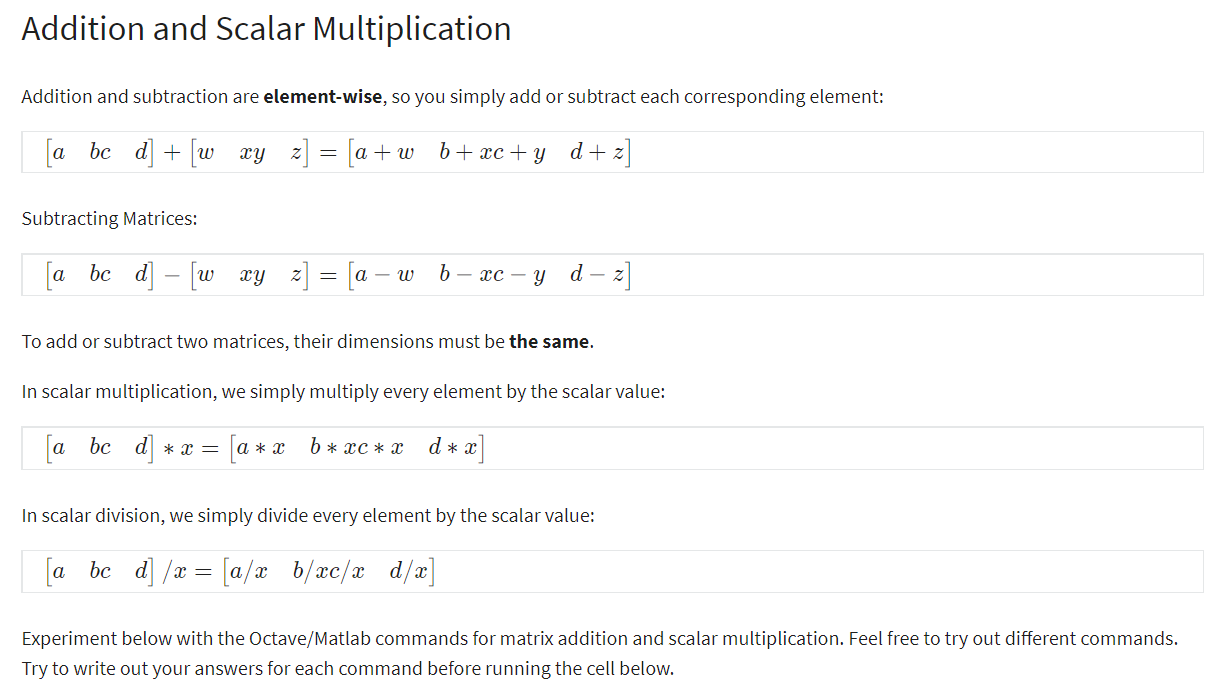 Addition and Scalar Multiplication
Addition and subtraction are element-wise, so you simply add or subtract each corresponding element:
[a bc d] + [w xy z] = [a + w b + xc + y d + z]
Subtracting Matrices:
[a bc d] − [w xy z] = [a − w b − xc − y d − z]
To add or subtract two matrices, their dimensions must be the same.
In scalar multiplication, we simply multiply every element by the scalar value:
[a bc d] ∗ x = [a ∗ x b ∗ xc ∗ x d ∗ x]
In scalar division, we simply divide every element by the scalar value:
[a bc d] /x = [a/x b/xc/x d/x]
Experiment below with the Octave/Matlab commands for matrix addition and scalar multiplication. Feel free to try out different commands.
Try to write out your answers for each command before running the cell below.